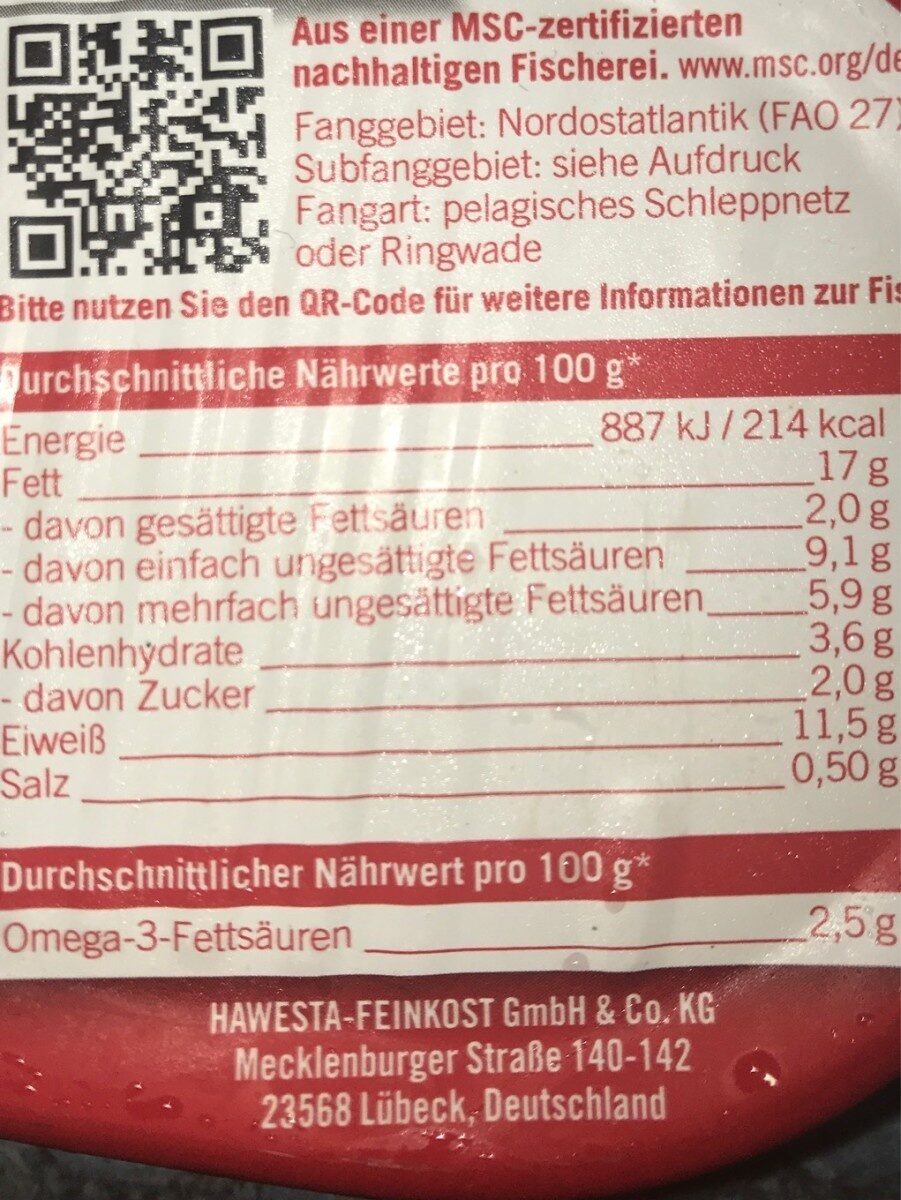 Aus einer MSC-zertifizierten
nachhaltigen Fischerei. www.msc.org/de
Fanggebiet: Nordostatlantik (FAO 27)
Subfanggebiet: siehe Aufdruck
Fangart: pelagisches Schleppnetz
oder Ringwade
Bitte nutzen Sie den QR-Code für weitere Informationen zur
Durchschnittliche Nährwerte pro 100 g*
Energie 887 kJ / 214 kcal
Fett 17 g
- davon gesättigte Fettsäuren 2,0 g
- davon einfach ungesättigte Fettsäuren 9,1 g
- davon mehrfach ungesättigte Fettsäuren 5,9 g
Kohlenhydrate 3,6 g
- davon Zucker 2,0 g
Eiweiß 11,5 g
Salz 0,50 g
Durchschnittlicher Nährwert pro 100 g*
Omega-3-Fettsäuren 2,5 g
HAWESTA-FEINKOST GmbH & Co. KG
Mecklenburger Straße 140-142
23568 Lübeck, Deutschland